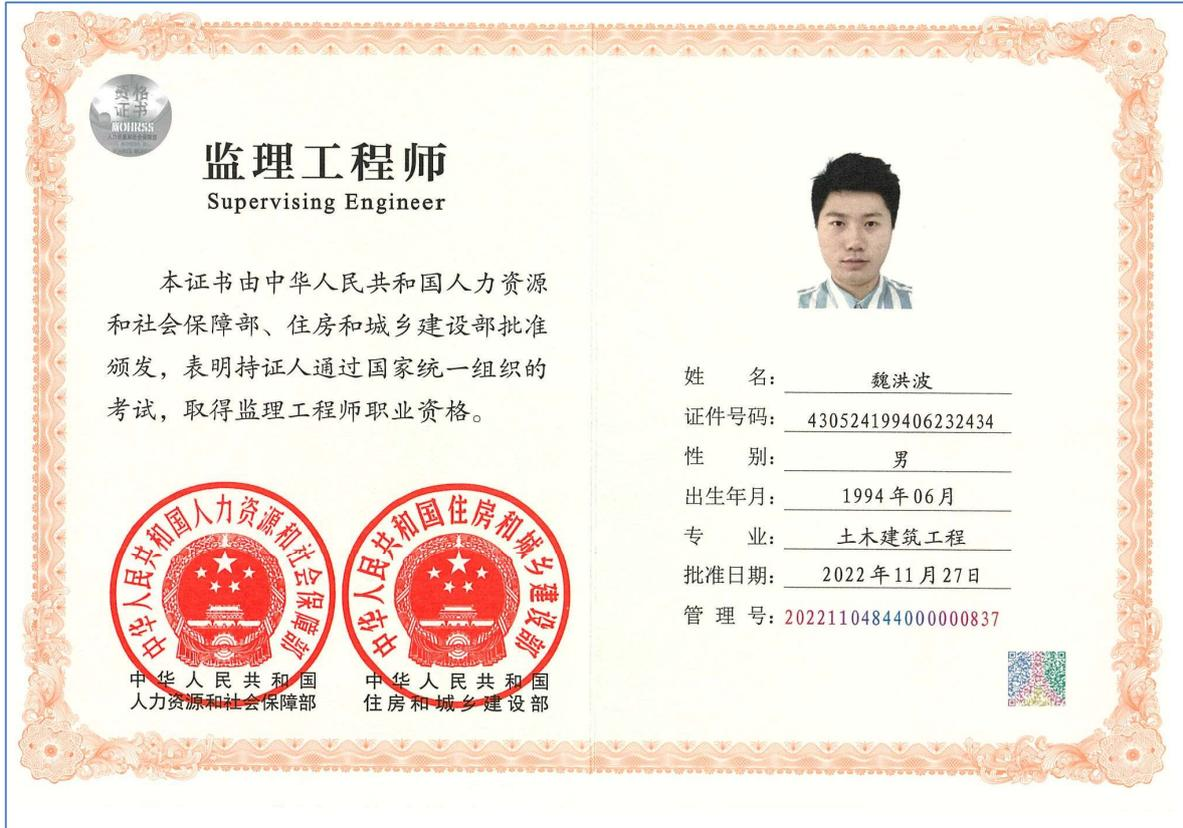 资格
证书
MOHRSS
监理工程师
Supervising Engineer
本证书由中华人民共和国人力资源
和社会保障部、住房和城乡建设部批准
颁发，表明持证人通过国家统一组织的
考试，取得监理工程师职业资格。
中华人民共和国人力资源和社会保障部
中华人民共和国住房和城乡建设部
中华人民共和国
人力资源和社会保障部
中华人民共和国
住房和城乡建设部
姓名：魏洪波
证件号码：430524199406232434
性别：男
出生年月：1994年06月
专业：土木建筑工程
批准日期：2022年11月27日
管理号：20221104844000000837